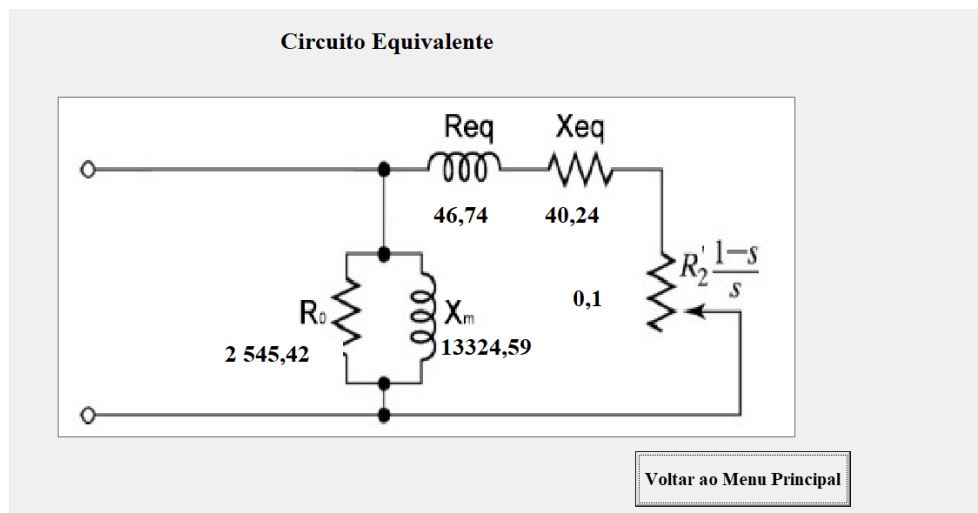 Circuito Equivalente
Req Xeq
46,74 40,24
R₂' 1-s
s
0,1
R₀ Xm
2 545,42 13324,59
Voltar ao Menu Principal